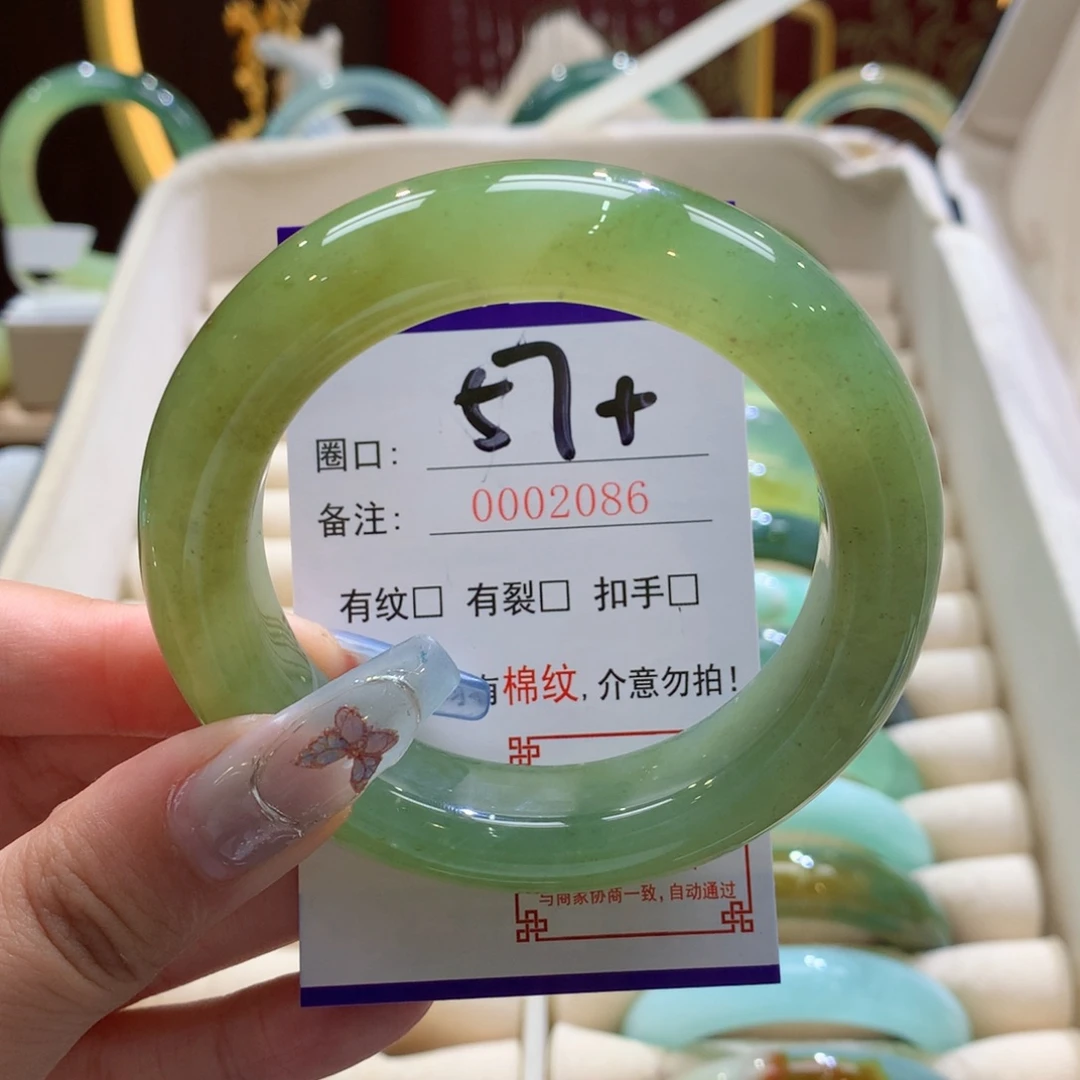 57+
圈口:
备注: 0002086
有纹□ 有裂□ 扣手□
有棉纹,介意勿拍!
与商家协商一致,自动通过